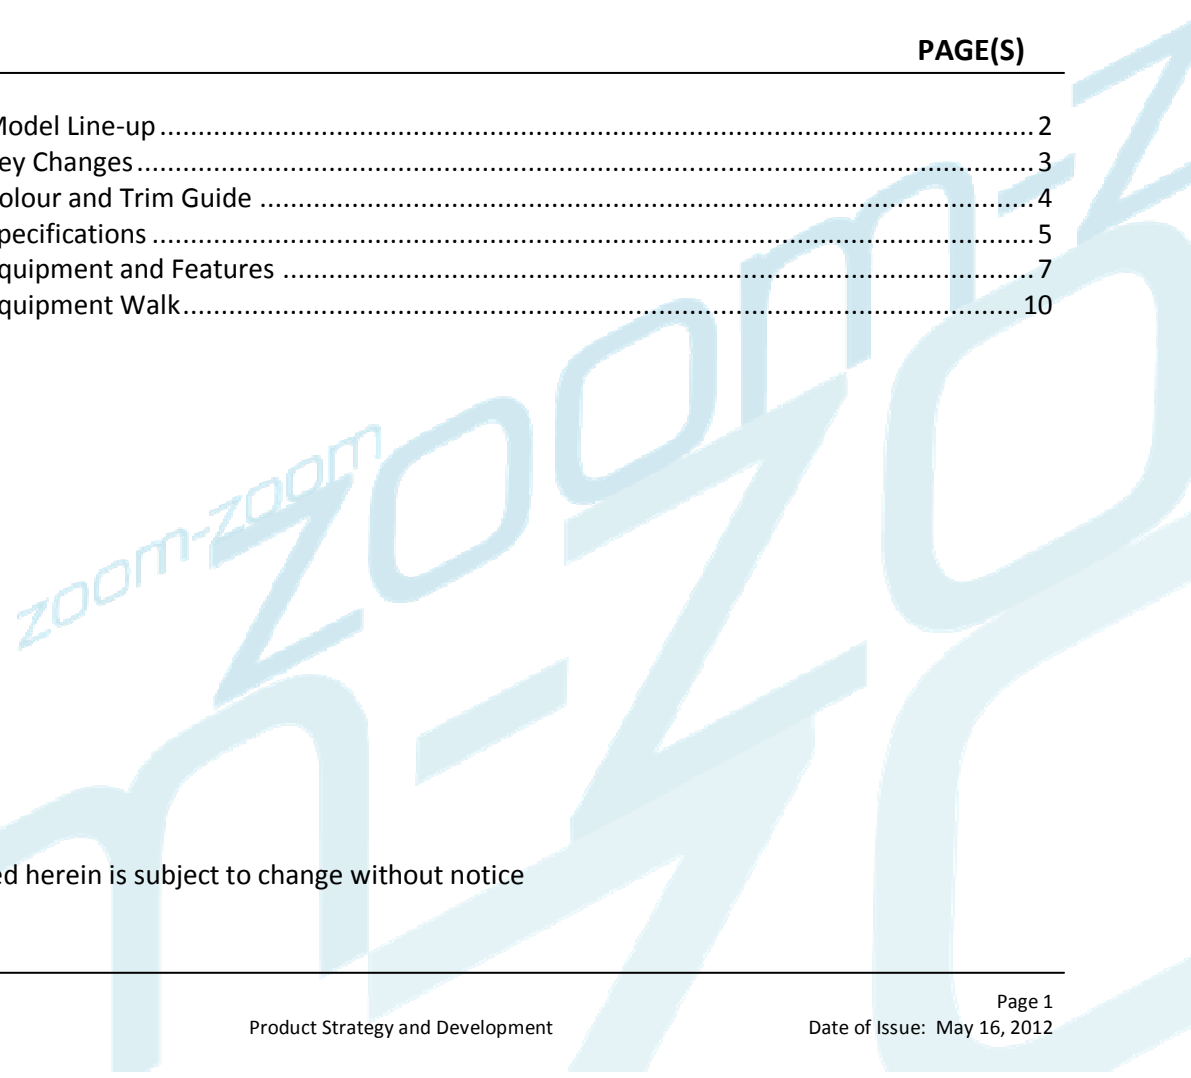 PAGE(S)
Model Line-up 2
ey Changes 3
olour and Trim Guide 4
pecifications 5
quipment and Features 7
quipment Walk 10
zoom-zoom
zoom-z
m-zo
ed herein is subject to change without notice
Page 1
Product Strategy and Development Date of Issue: May 16, 2012